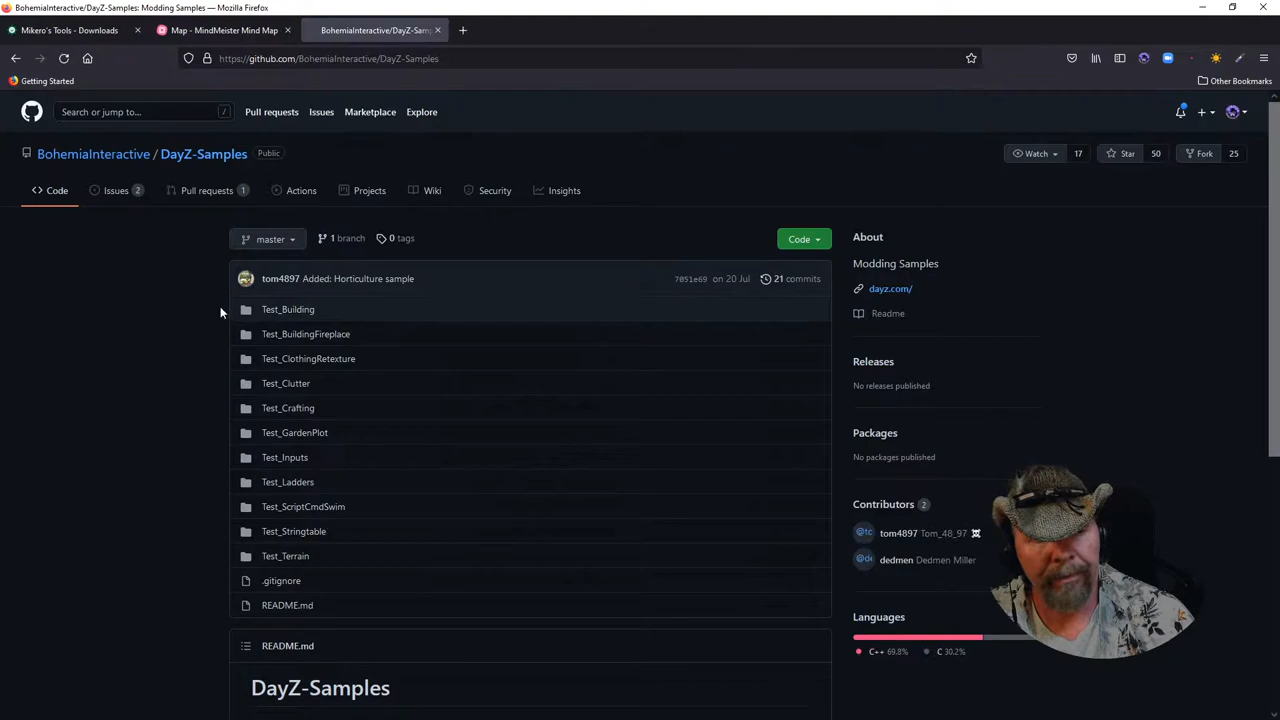 BohemiaInteractive/DayZ-Samples: Modding Samples — Mozilla Firefox
Mikero's Tools - Downloads
Map - MindMeister Mind Map
BohemiaInteractive/DayZ-Samp
https://github.com/BohemiaInteractive/DayZ-Samples
Getting Started
Other Bookmarks
Search or jump to...
/
Pull requests
Issues
Marketplace
Explore
BohemiaInteractive / DayZ-Samples
Public
Watch
17
Star
50
Fork
25
Code
Issues 2
Pull requests 1
Actions
Projects
Wiki
Security
Insights
master
1 branch
0 tags
Code
tom4897 Added: Horticulture sample
7051e69 on 20 Jul
21 commits
Test_Building
Test_BuildingFireplace
Test_ClothingRetexture
Test_Clutter
Test_Crafting
Test_GardenPlot
Test_Inputs
Test_Ladders
Test_ScriptCmdSwim
Test_Stringtable
Test_Terrain
.gitignore
README.md
README.md
DayZ-Samples
About
Modding Samples
dayz.com/
Readme
Releases
No releases published
Packages
No packages published
Contributors 2
@tc
tom4897 Tom_48_97
@de
dedmen Dedmen Miller
Languages
C++ 69.8%
C 30.2%